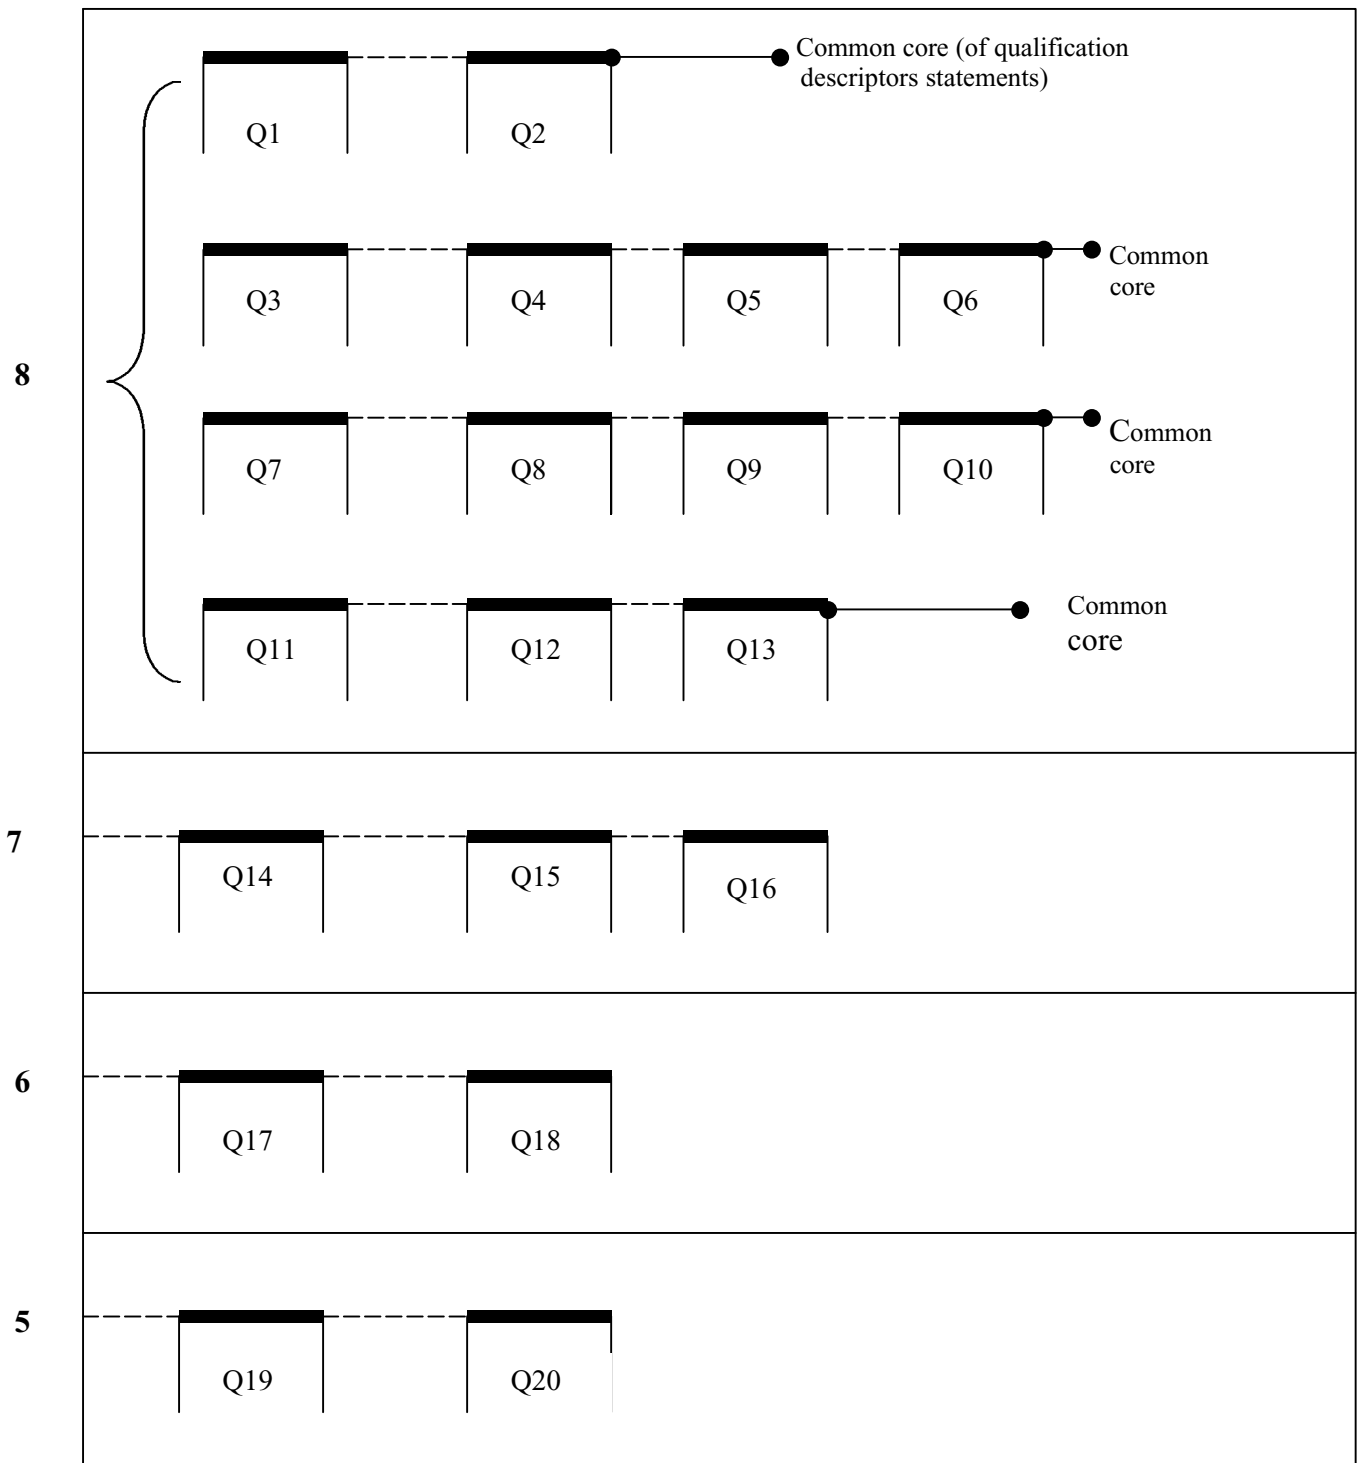 Common core (of qualification
descriptors statements)
Q1 Q2
Q3 Q4 Q5 Q6
Common
core
8
Q7 Q8 Q9 Q10
Common
core
Q11 Q12 Q13
Common
core
7
Q14 Q15 Q16
6
Q17 Q18
5
Q19 Q20